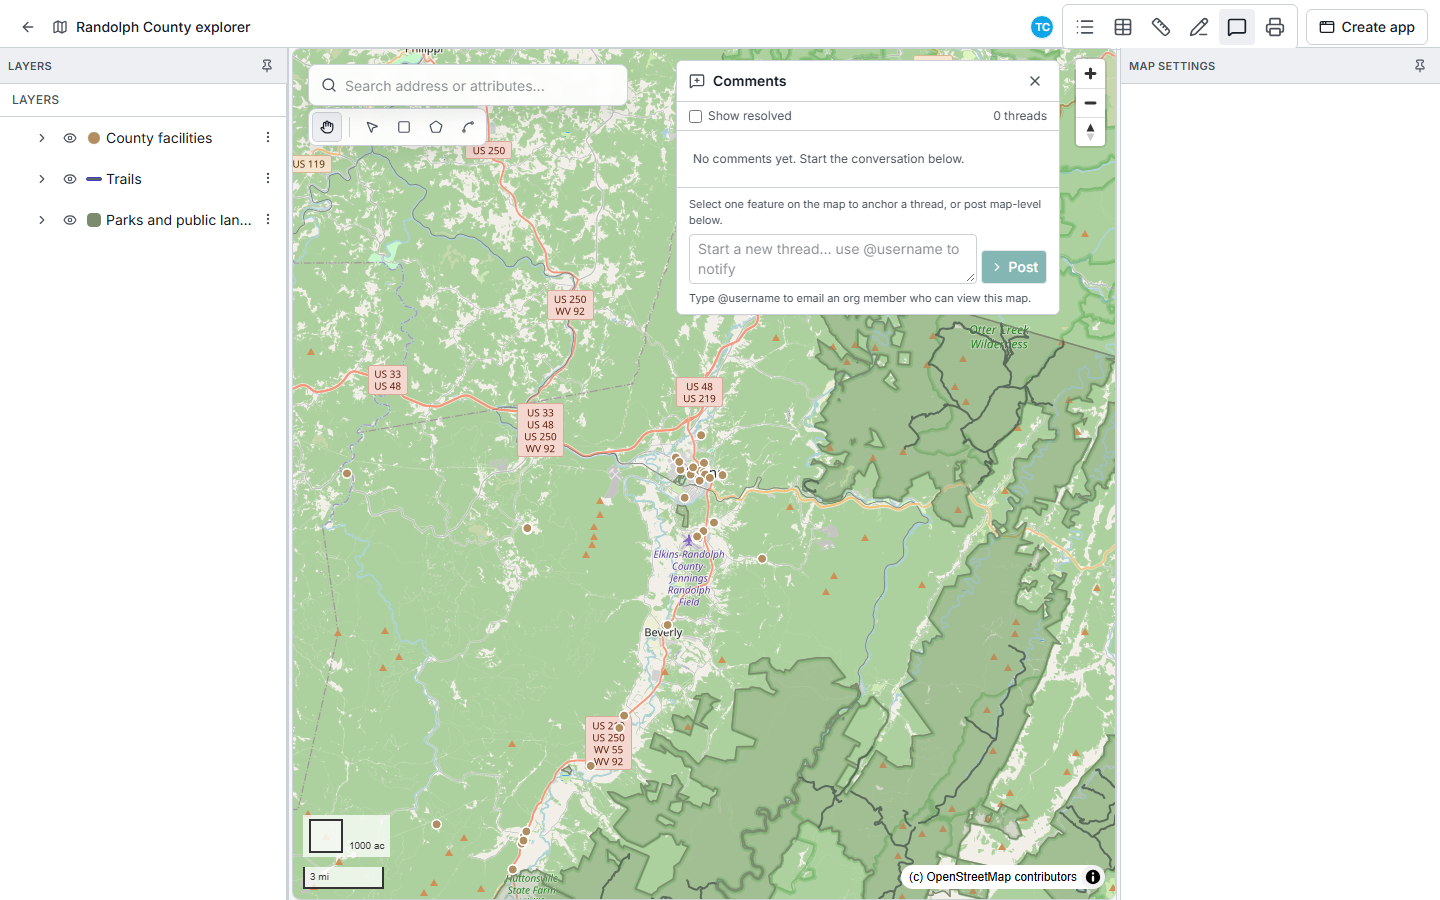 Randolph County explorer
TC
Create app
LAYERS
MAP SETTINGS
LAYERS
County facilities
Trails
Parks and public lan...
Search address or attributes...
Comments
Show resolved
0 threads
No comments yet. Start the conversation below.
Select one feature on the map to anchor a thread, or post map-level
below.
Start a new thread... use @username to
notify
Post
Type @username to email an org member who can view this map.
Philippi
US 250
US 119
US 250
WV 92
Otter Creek
Wilderness
US 33
US 48
US 48
US 219
US 33
US 48
US 250
WV 92
Elkins-Randolph
County-
Jennings
Randolph
Field
Beverly
US 250
WV 55
WV 92
Huttonsville
State Farm
1000 ac
3 mi
(c) OpenStreetMap contributors